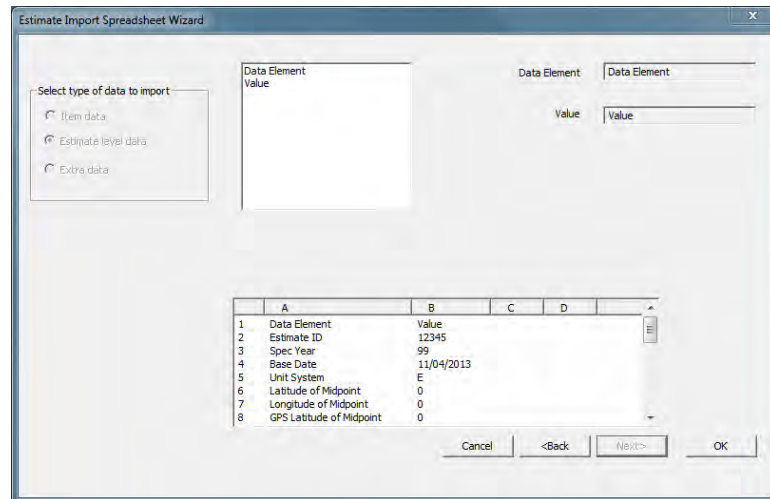 Estimate Import Spreadsheet Wizard
x
Select type of data to import
Item data
Estimate level data
Extra data
Data Element
Value
Data Element Data Element
Value Value
A B C D
1 Data Element Value
2 Estimate ID 12345
3 Spec Year 99
4 Base Date 11/04/2013
5 Unit System E
6 Latitude of Midpoint 0
7 Longitude of Midpoint 0
8 GPS Latitude of Midpoint 0
Cancel <Back Next> OK